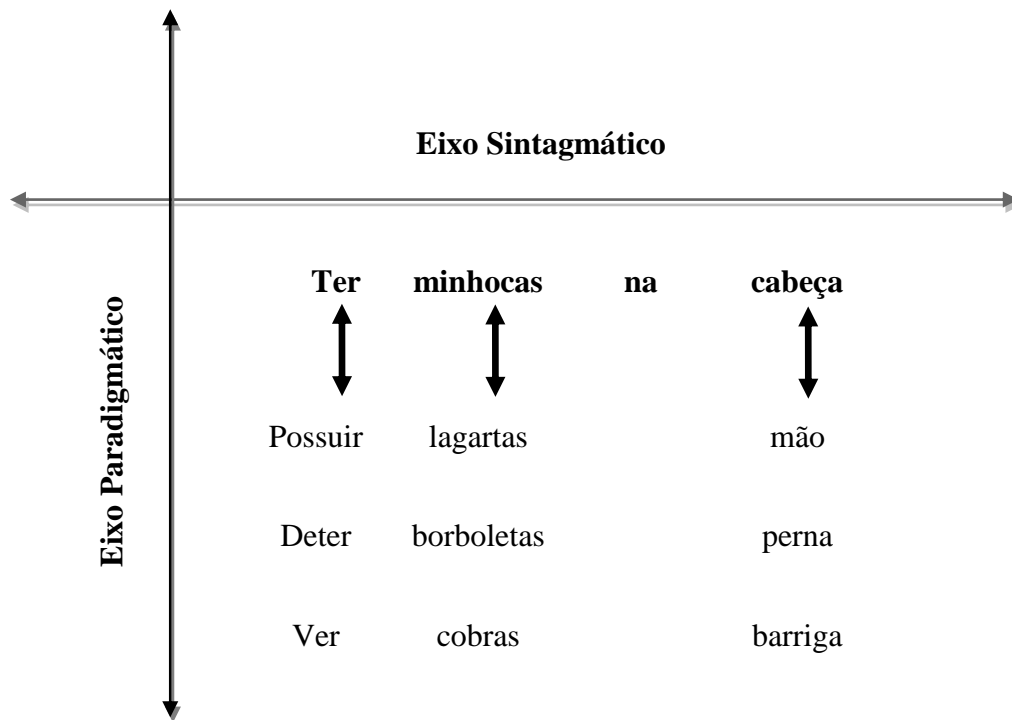 Eixo Sintagmático
Eixo Paradigmático
Ter minhocas na cabeça
Possuir lagartas mão
Deter borboletas perna
Ver cobras barriga